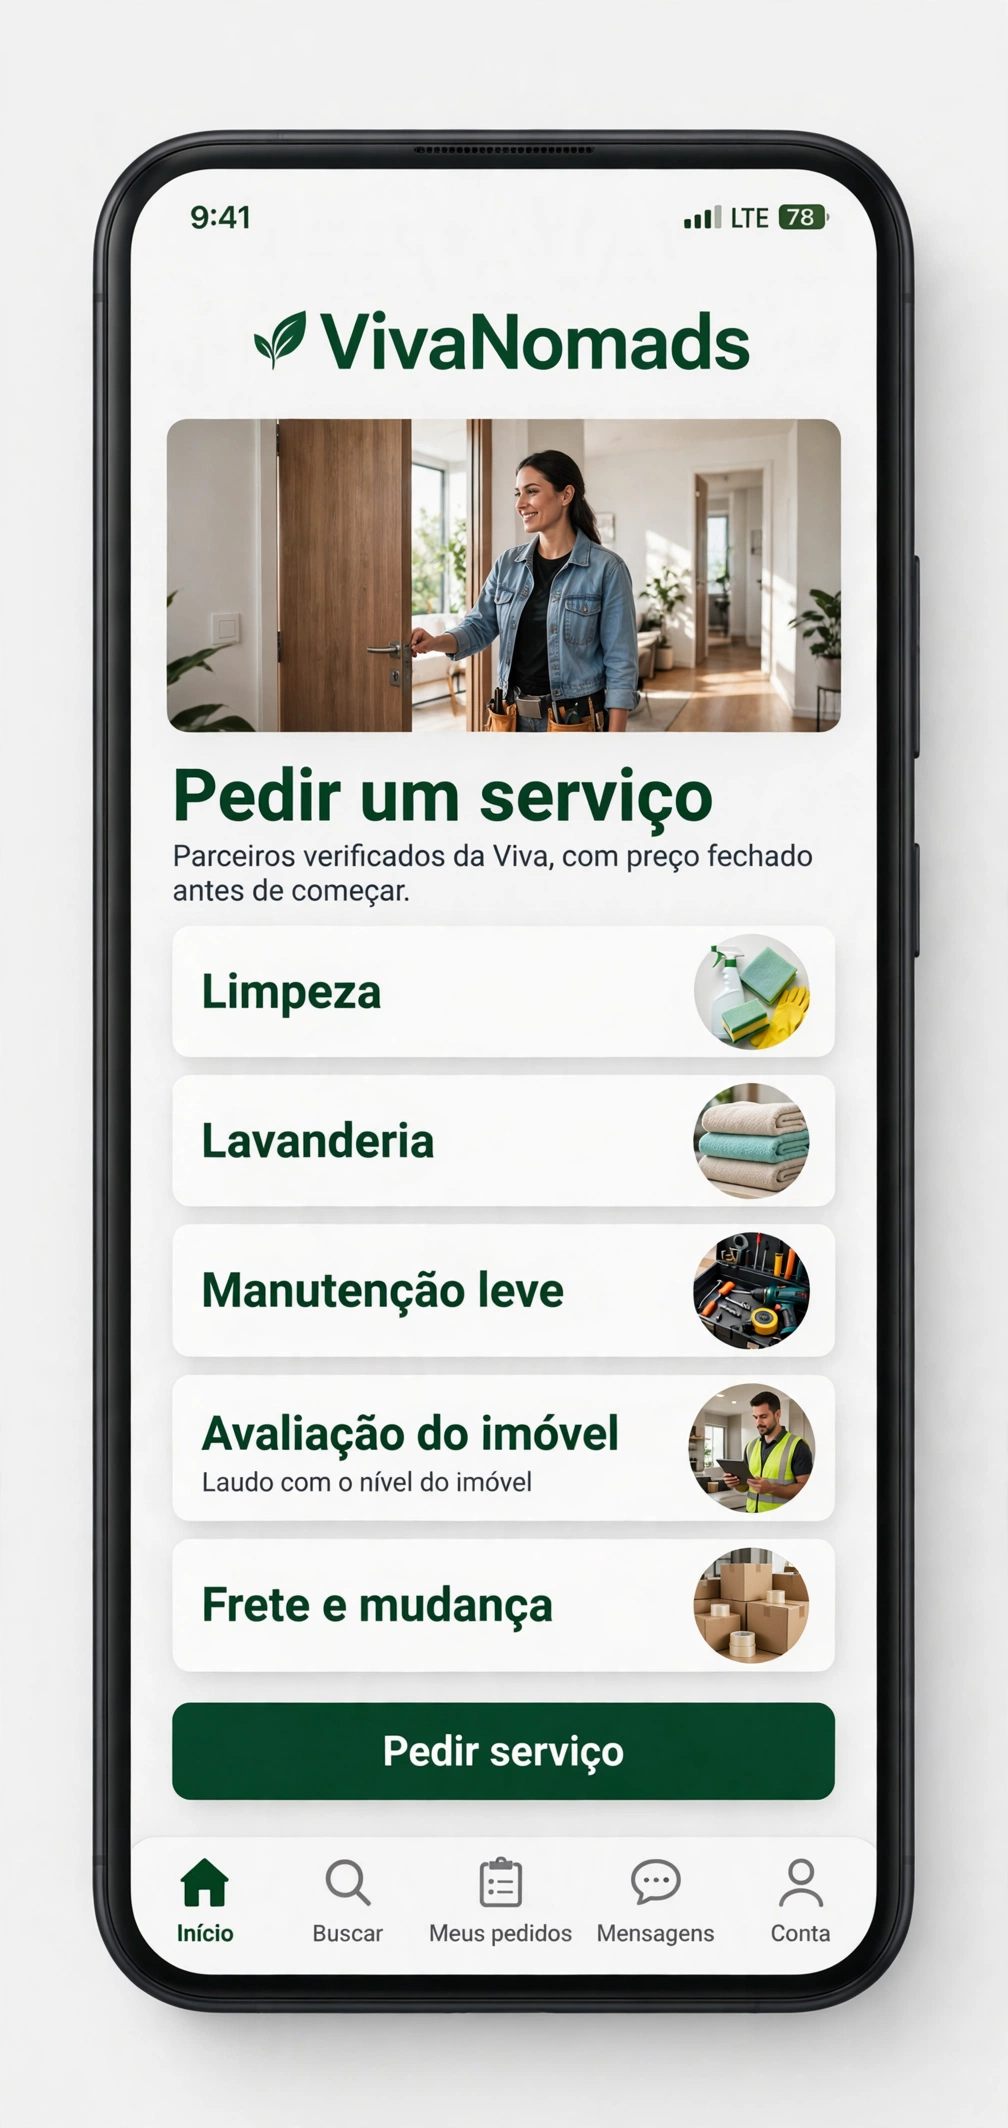 9:41
LTE 78
VivaNomads
Pedir um serviço
Parceiros verificados da Viva, com preço fechado
antes de começar.
Limpeza
Lavanderia
Manutenção leve
Avaliação do imóvel
Laudo com o nível do imóvel
Frete e mudança
Pedir serviço
Início
Buscar
Meus pedidos
Mensagens
Conta